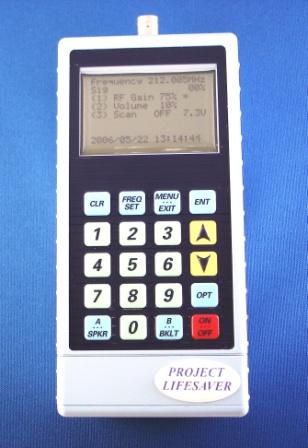 Frequency 212.005MHz
Sig 00%
(1) RF Gain 75% *
(2) Volume 10%
(3) Scan OFF 7.3V
2006/05/22 13:14:44
CLR FREQ SET MENU EXIT ENT
1 2 3
4 5 6
7 8 9 OPT
A SPKR 0 B BKLT ON OFF
PROJECT
LIFESAVER